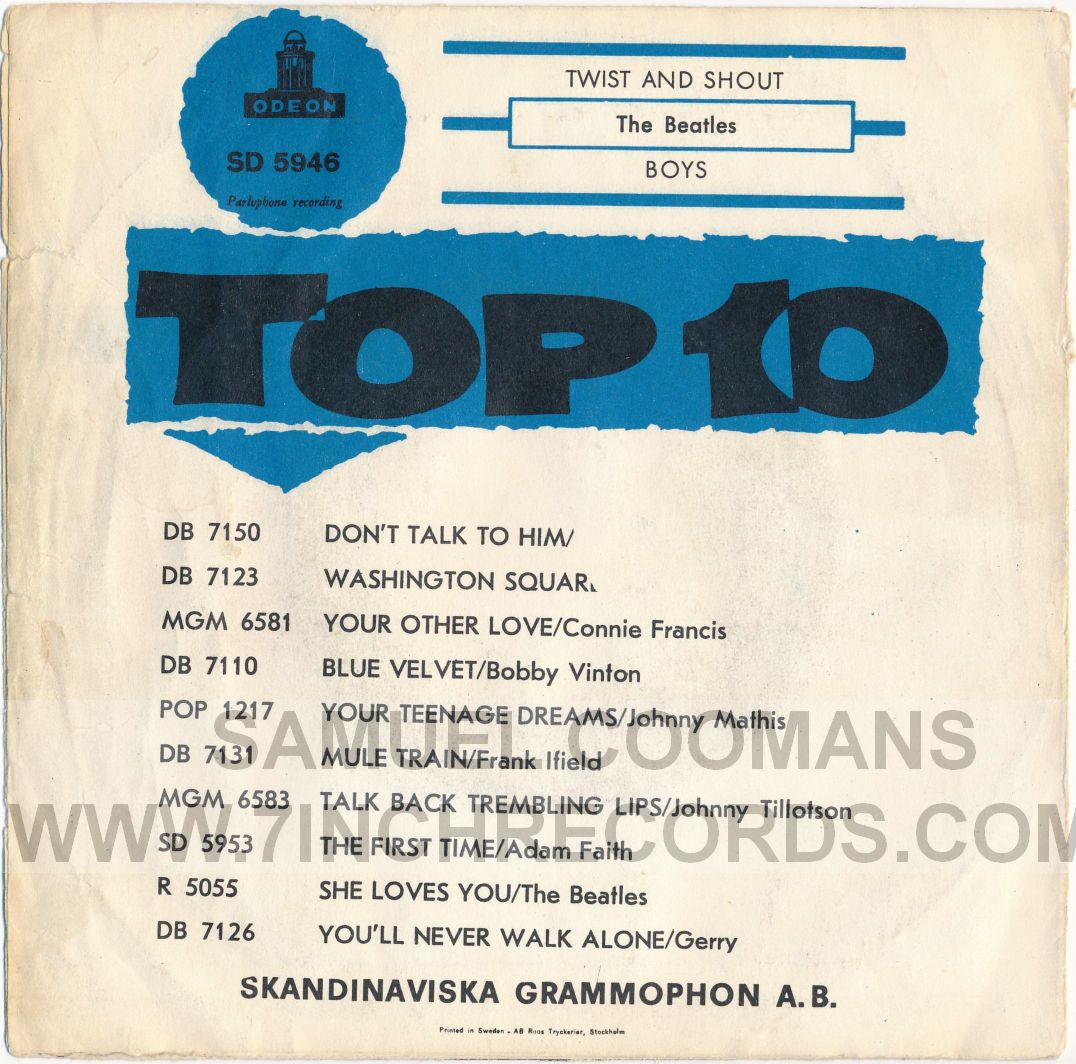 ODEON
SD 5946
Parlophone recording
TWIST AND SHOUT
The Beatles
BOYS
TOP 10
DB 7150 DON'T TALK TO HIM/
DB 7123 WASHINGTON SQUAR
MGM 6581 YOUR OTHER LOVE/Connie Francis
DB 7110 BLUE VELVET/Bobby Vinton
POP 1217 YOUR TEENAGE DREAMS/Johnny Mathis
SAMUEL COOMANS
DB 7131 MULE TRAIN/Frank Ifield
MGM 6583 TALK BACK TREMBLING LIPS/Johnny Tillotson
WWW.7INCHRECORDS.COM
SD 5953 THE FIRST TIME/Adam Faith
R 5055 SHE LOVES YOU/The Beatles
DB 7126 YOU'LL NEVER WALK ALONE/Gerry
SKANDINAVISKA GRAMMOPHON A.B.
Printed in Sweden - AB Roos Tryckerier, Stockholm